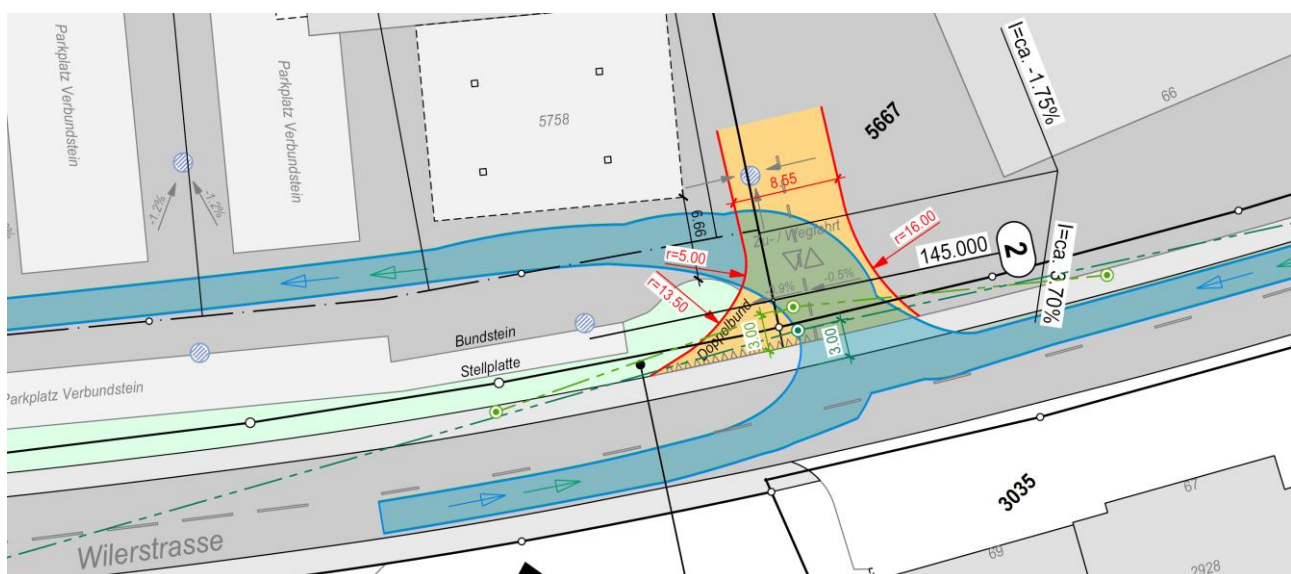 Parkplatz Verbundstein
Parkplatz Verbundstein
5758
5667
66
I=ca. -1.75%
-1.2%
-1.2%
8.55
6.66
r=5.00
r=13.50
r=16.00
Zu- / Wegfahrt
145.000
2
I=ca. 3.70%
-0.5%
Doppelbund
3.00
3.00
Bundstein
Stellplatte
Parkplatz Verbundstein
Wilerstrasse
3035
67
69
2928